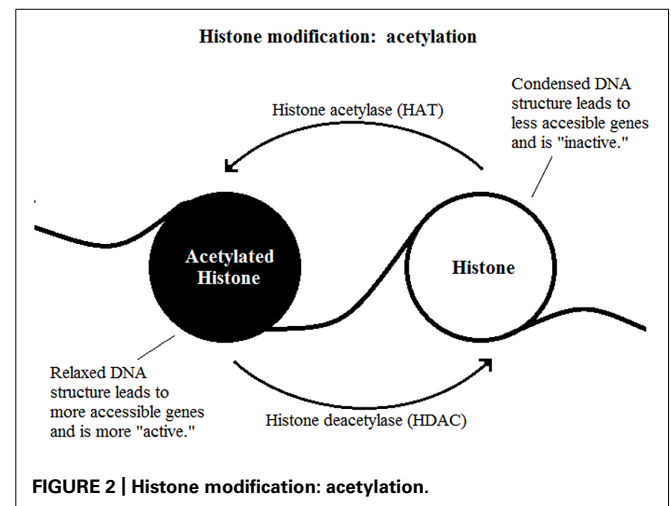 Histone modification: acetylation
Condensed DNA
structure leads to
less accesible genes
and is "inactive."
Histone acetylase (HAT)
Acetylated
Histone
Histone
Relaxed DNA
structure leads to
more accessible genes
and is more "active."
Histone deacetylase (HDAC)
FIGURE 2 | Histone modification: acetylation.